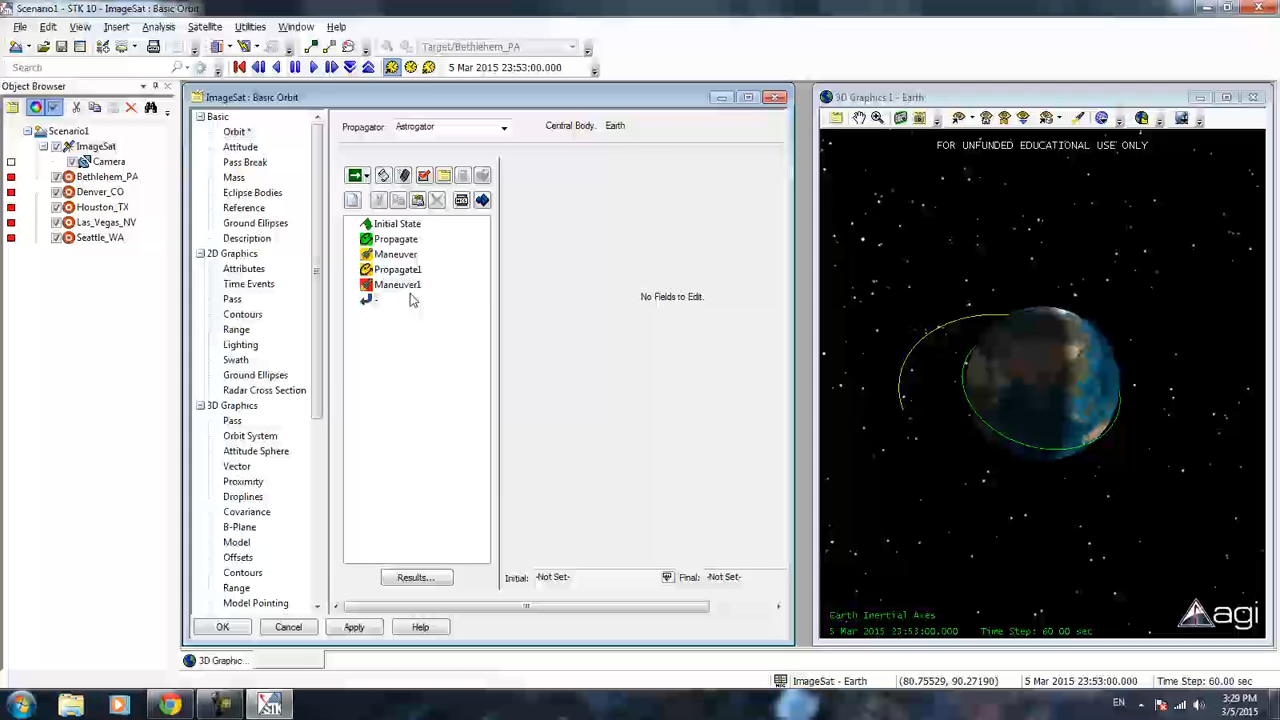 Scenario1 - STK 10 - ImageSat : Basic Orbit
File Edit View Insert Analysis Satellite Utilities Window Help
Target/Bethlehem_PA
Search
5 Mar 2015 23:53:00.000
Object Browser
Scenario1
ImageSat
Camera
Bethlehem_PA
Denver_CO
Houston_TX
Las_Vegas_NV
Seattle_WA
ImageSat : Basic Orbit
Basic
Orbit *
Attitude
Pass Break
Mass
Eclipse Bodies
Reference
Ground Ellipses
Description
2D Graphics
Attributes
Time Events
Pass
Contours
Range
Lighting
Swath
Ground Ellipses
Radar Cross Section
3D Graphics
Pass
Orbit System
Attitude Sphere
Vector
Proximity
Droplines
Covariance
B-Plane
Model
Offsets
Contours
Range
Model Pointing
Propagator: Astrogator Central Body: Earth
Initial State
Propagate
Maneuver
Propagate1
Maneuver1
-
No Fields to Edit.
Results...
Initial: -Not Set- Final: -Not Set-
OK Cancel Apply Help
3D Graphics 1 - Earth
FOR UNFUNDED EDUCATIONAL USE ONLY
Earth Inertial Axes
5 Mar 2015 23:53:00.000 Time Step: 60.00 sec
agi
3D Graphic...
ImageSat - Earth (80.75529, 90.27190) 5 Mar 2015 23:53:00.000 Time Step: 60.00 sec
STK
EN
3:29 PM
3/5/2015